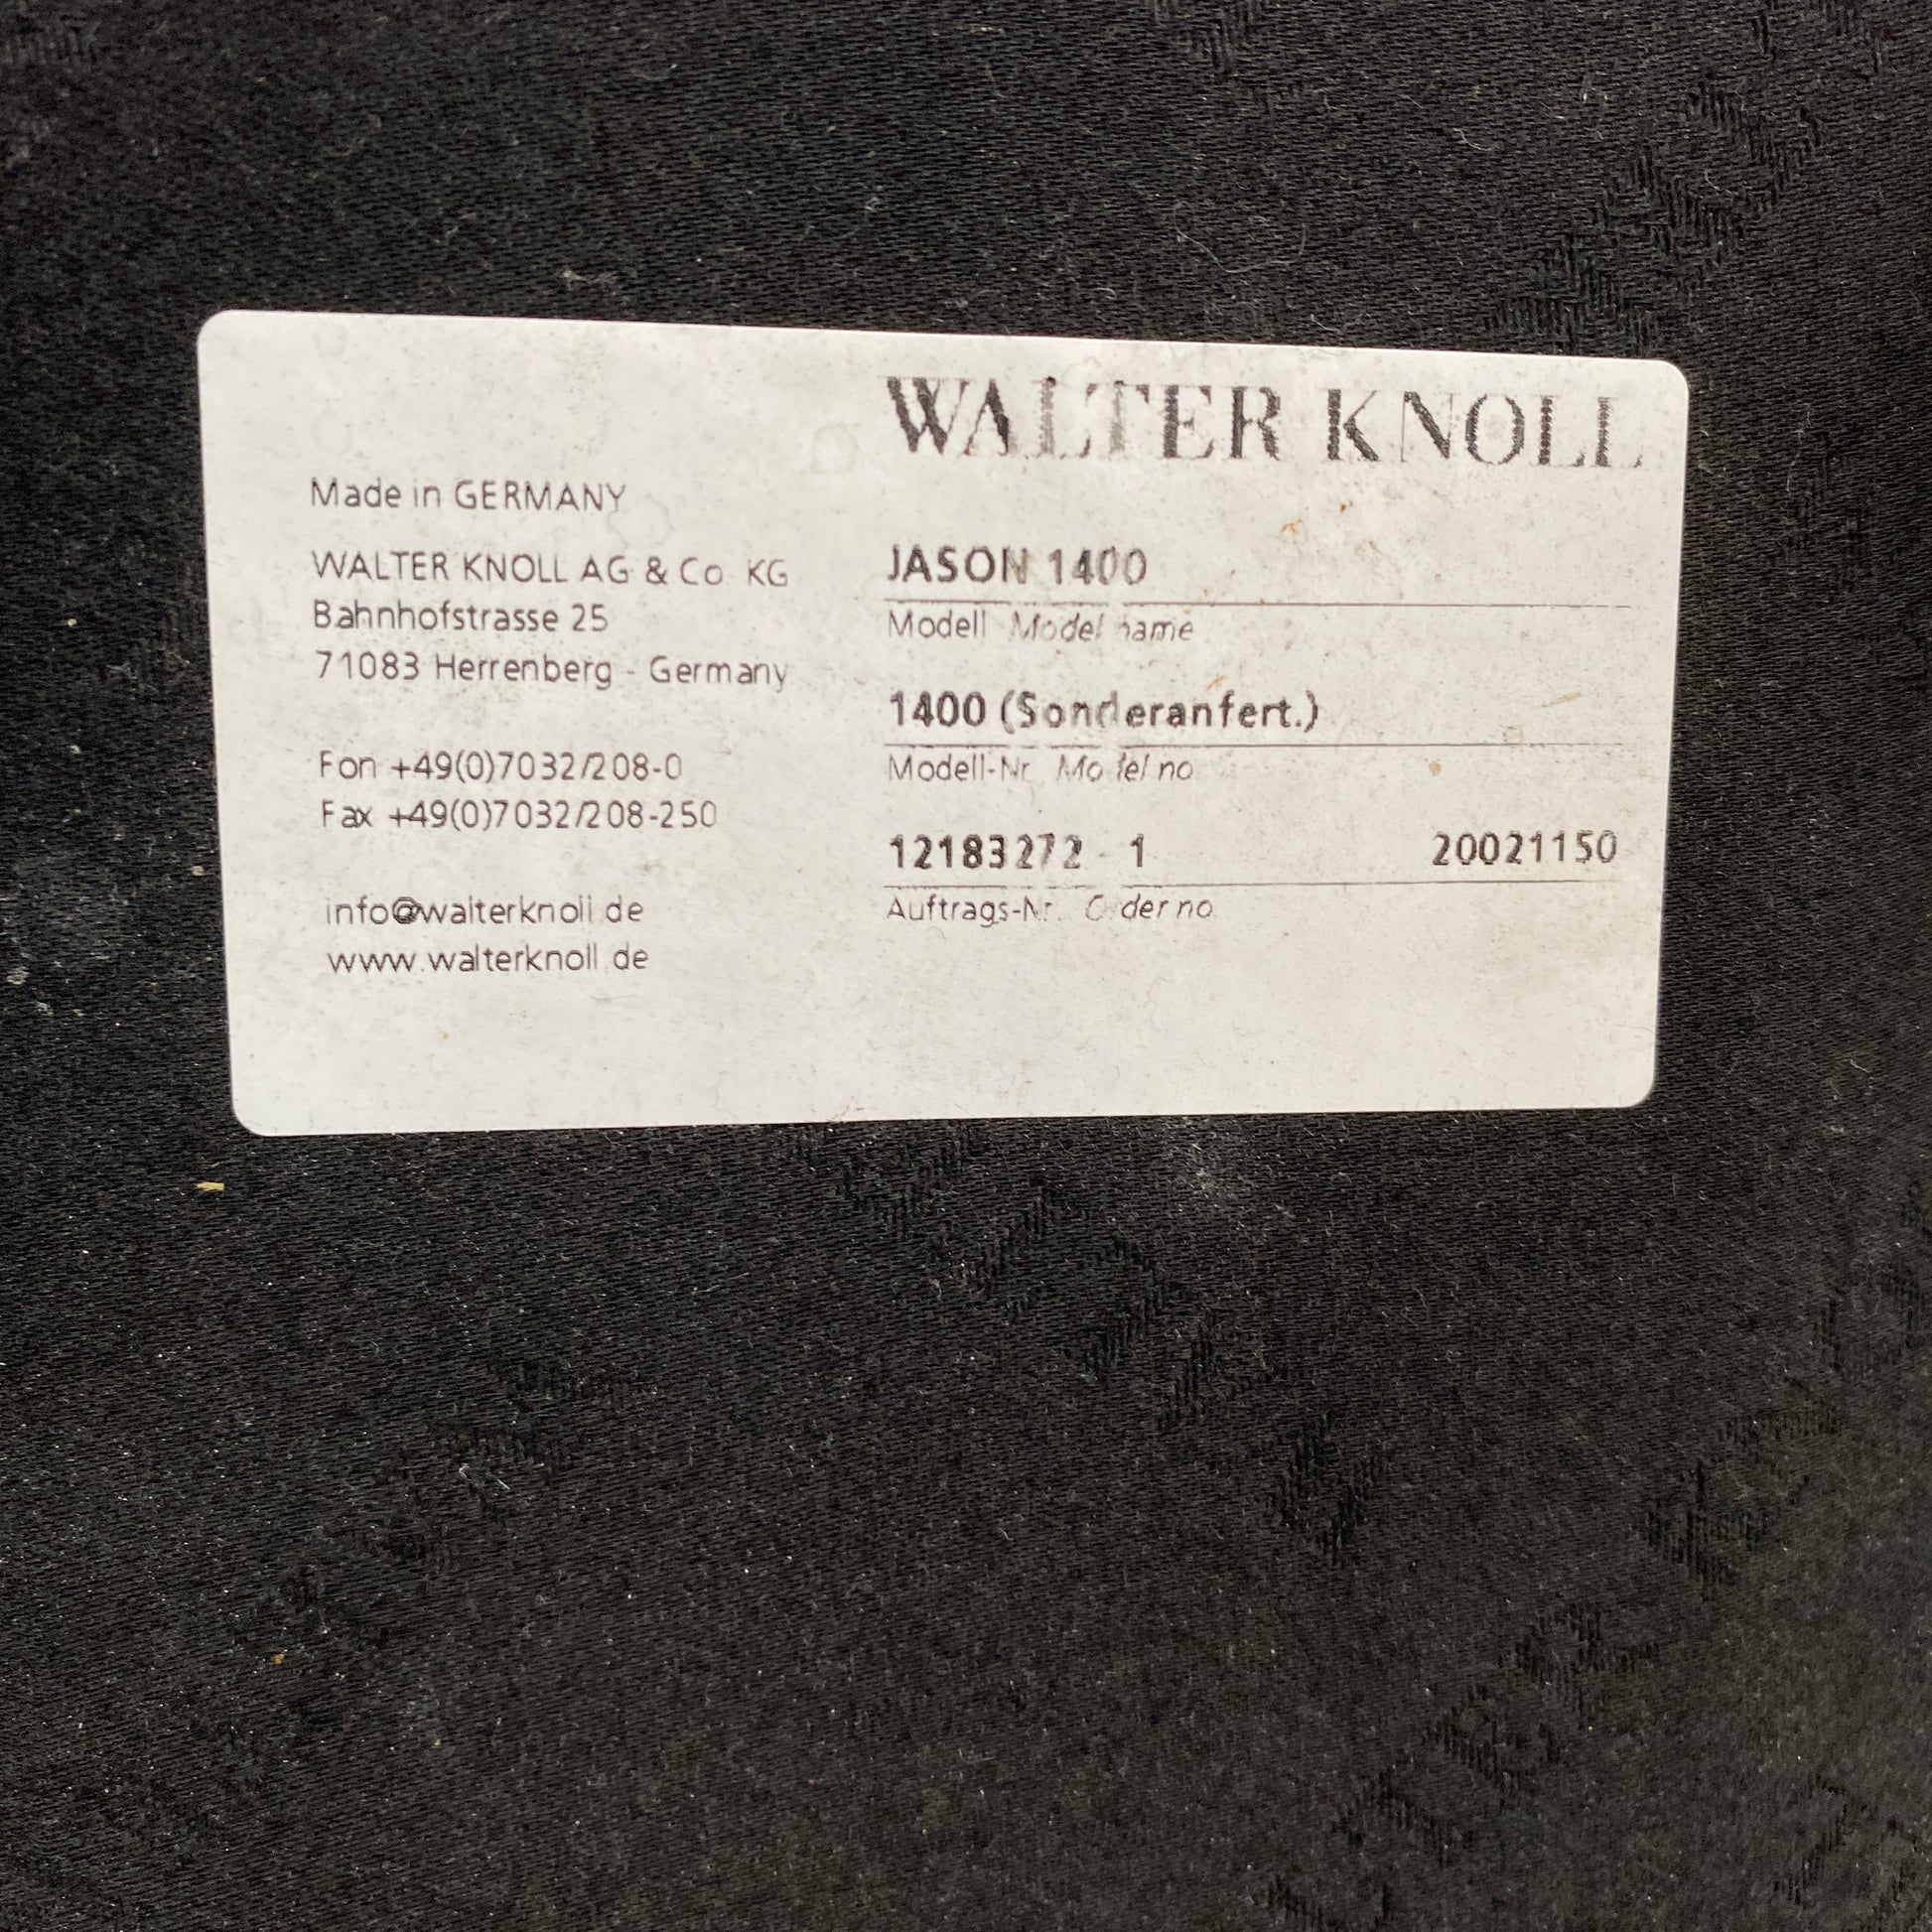 WALTER KNOLL
Made in GERMANY
WALTER KNOLL AG & Co KG
Bahnhofstrasse 25
71083 Herrenberg - Germany
Fon +49(0)7032/208-0
Fax +49(0)7032/208-250
info@walterknoll.de
www.walterknoll.de
JASON 1400
Modell Model name
1400 (Sonderanfert.)
Modell-Nr. Model no
12183272 - 1 20021150
Auftrags-Nr. Order no